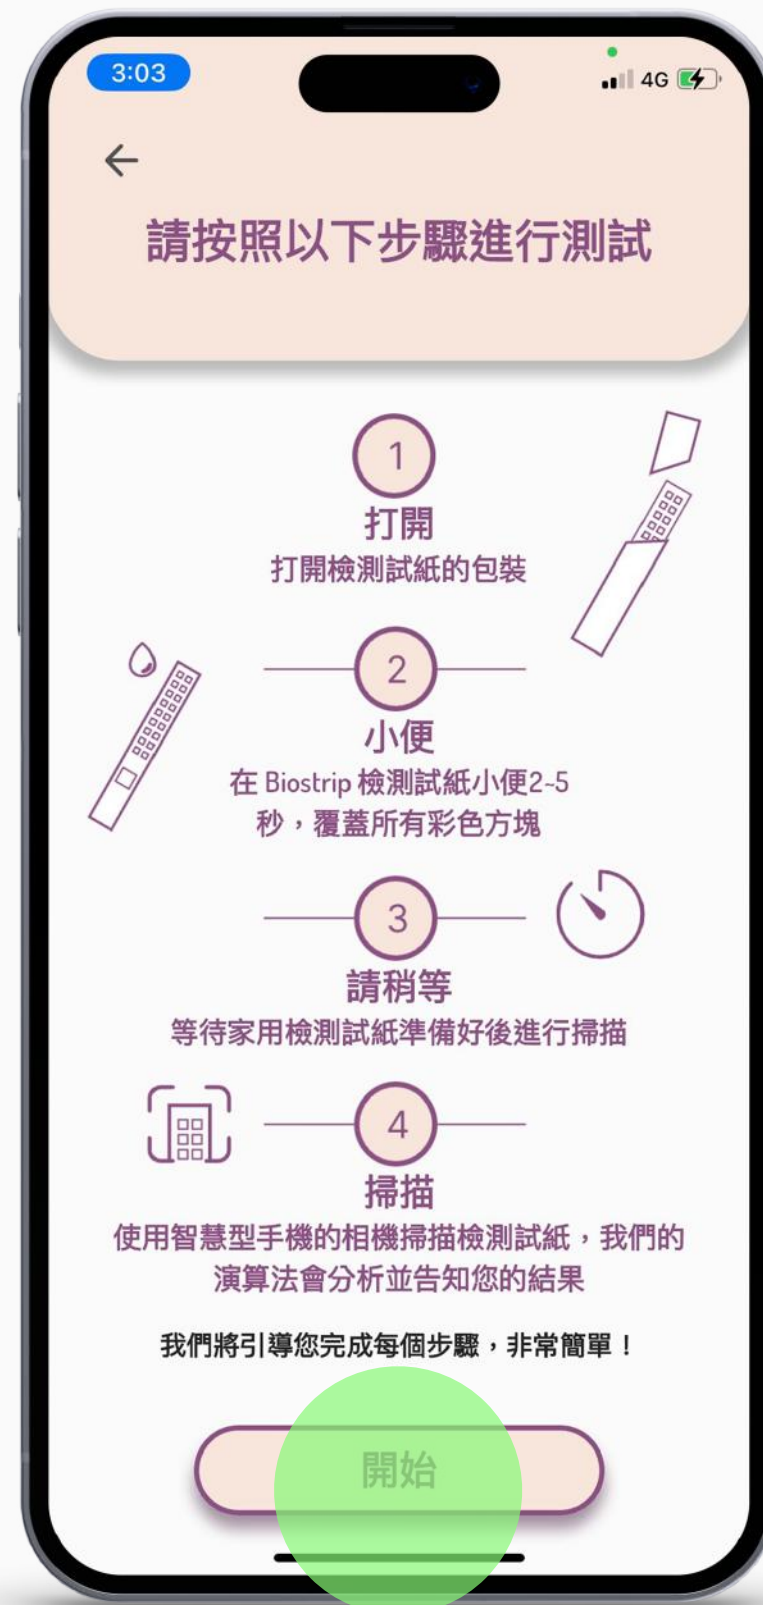 3:03
4G
請按照以下步驟進行測試
1
打開
打開檢測試紙的包裝
2
小便
在 Biostrip 檢測試紙小便2~5
秒，覆蓋所有彩色方塊
3
請稍等
等待家用檢測試紙準備好後進行掃描
4
掃描
使用智慧型手機的相機掃描檢測試紙，我們的
演算法會分析並告知您的結果
我們將引導您完成每個步驟，非常簡單！
開始